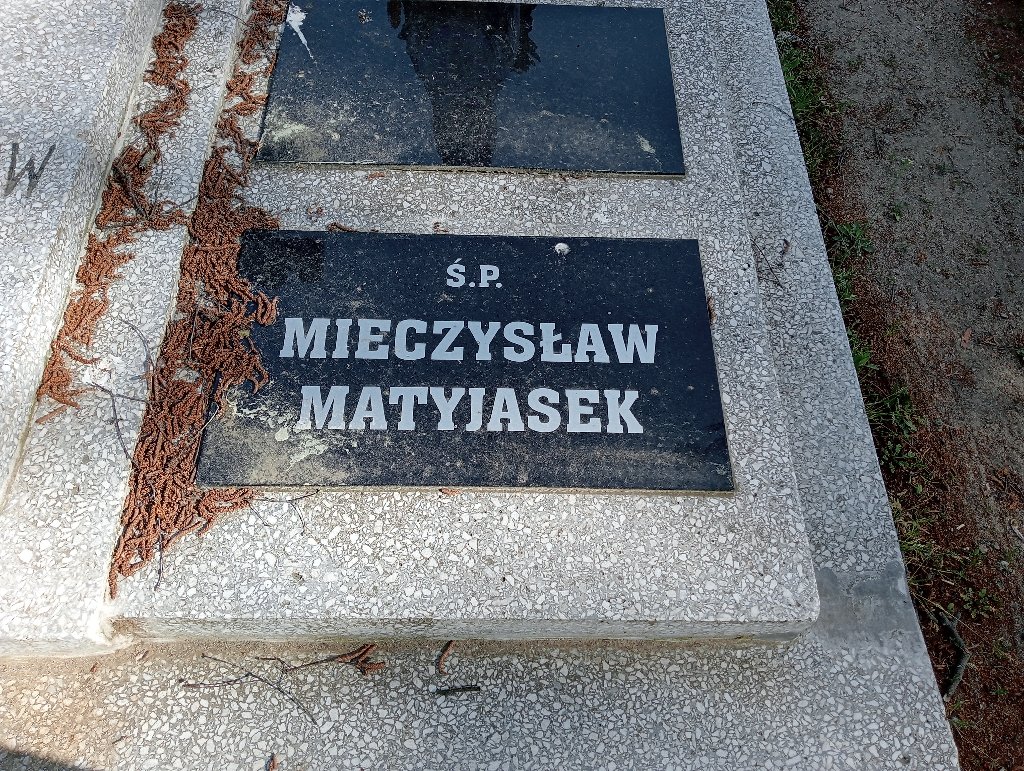 W
Ś.P.
MIECZYSŁAW
MATYJASEK